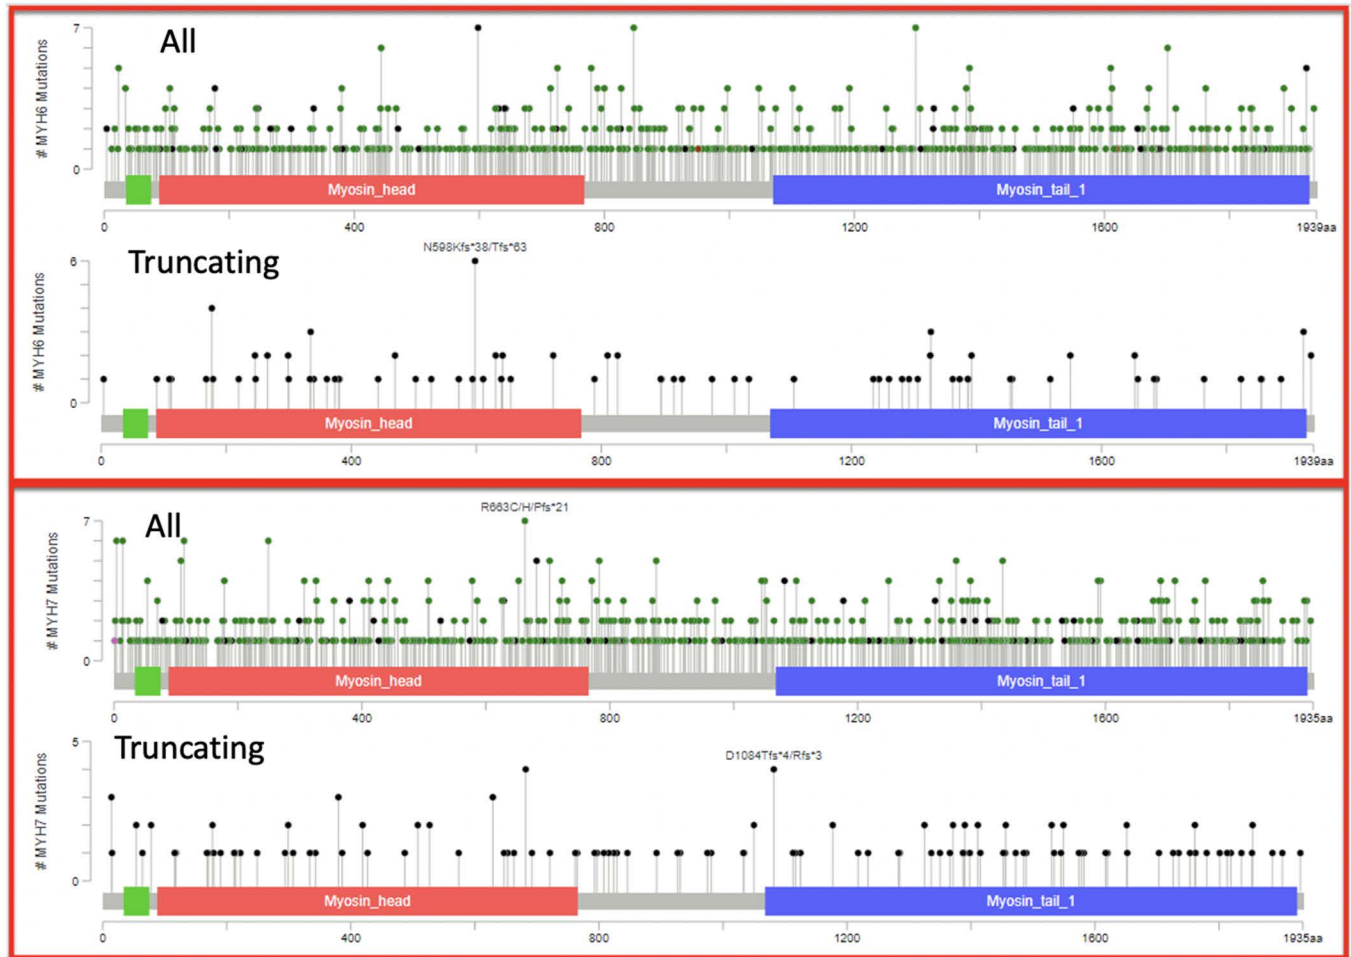 All
7
0
# MYH6 Mutations
Myosin_head
Myosin_tail_1
0 400 800 1200 1600 1939aa
Truncating
N598Kfs*38/Tfs*63
6
0
# MYH6 Mutations
Myosin_head
Myosin_tail_1
0 400 800 1200 1600 1939aa
All
R663C/H/Pfs*21
7
0
# MYH7 Mutations
Myosin_head
Myosin_tail_1
0 400 800 1200 1600 1935aa
Truncating
D1084Tfs*4/Rfs*3
5
0
# MYH7 Mutations
Myosin_head
Myosin_tail_1
0 400 800 1200 1600 1935aa